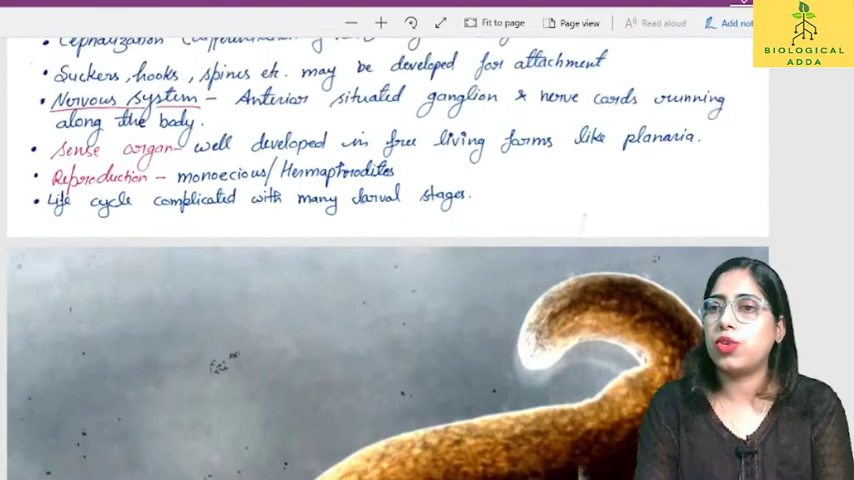 Fit to page
Page view
Read aloud
Add not
BIOLOGICAL
ADDA
• Cephalization
• Suckers, hooks, spines etc. may be developed for attachment
• Nervous system – Anterior situated ganglion & nerve cords running
along the body.
• Sense organ – well developed in free living forms like planaria.
• Reproduction – monoecious/Hermaphrodites
• Life cycle complicated with many larval stages.